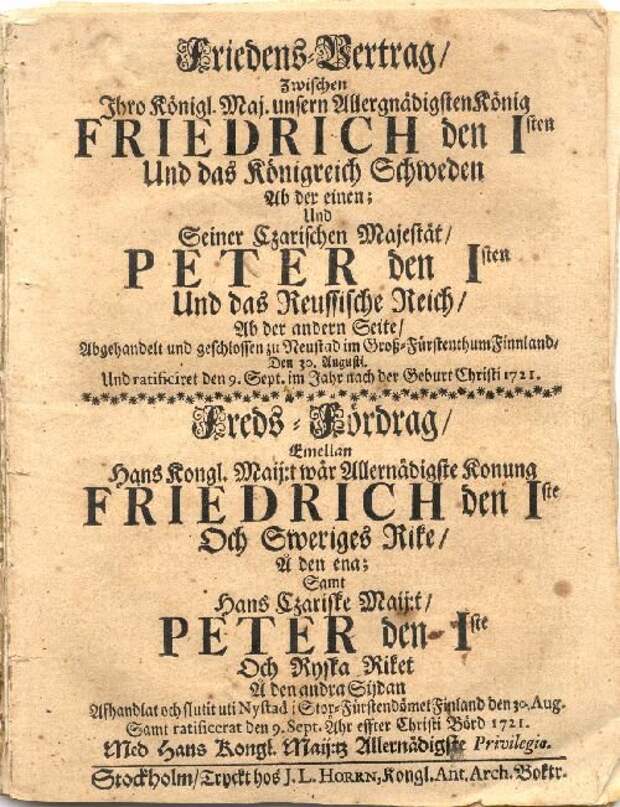 Friedens-Vertrag/
Zwischen
Ihro Königl. Maj. unsern Allergnädigsten König
FRIEDRICH den Isten
Und das Königreich Schweden
Ab der einen;
Und
Seiner Czarischen Majestät/
PETER den Isten
Und das Reussische Reich/
Ab der andern Seite/
Abgehandelt und geschlossen zu Neustad im Groß-Fürstenthum Finnland/
Den 30. Augusti.
Und ratificiret den 9. Sept. im Jahr nach der Geburt Christi 1721.
Freds-Fördrag/
Emellan
Hans Kongl. Maij:t wår Allernådigste Konung
FRIEDRICH den Iste
Och Sweriges Rike/
Å den ena;
Samt
Hans Czariske Maij:t/
PETER den Iste
Och Ryska Riket
Å den andra Sijdan
Afhandlat och slutit uti Nystad i Stor-Fürstendömet Finland den 30. Aug.
Samt ratificerat den 9. Sept. Åhr effter Christi Börd 1721.
Med Hans Kongl. Maij:tz Allernådigste Privilegio.
Stockholm/Tryckt hos J. L. HORRN, Kongl. Ant. Arch. Boktr.